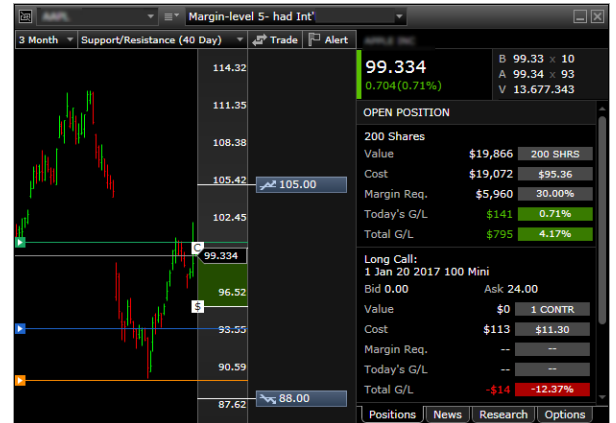 Margin-level 5- had Int'
3 Month Support/Resistance (40 Day) Trade Alert
114.32
111.35
108.38
105.42
105.00
102.45
C
99.334
96.52
$
93.55
90.59
88.00
87.62
99.334
0.704(0.71%)
B 99.33 x 10
A 99.34 x 93
V 13.677.343
OPEN POSITION
200 Shares
Value $19,866 200 SHRS
Cost $19,072 $95.36
Margin Req. $5,960 30.00%
Today's G/L $141 0.71%
Total G/L $795 4.17%
Long Call:
1 Jan 20 2017 100 Mini
Bid 0.00 Ask 24.00
Value $0 1 CONTR
Cost $113 $11.30
Margin Req. -- --
Today's G/L -- --
Total G/L -$14 -12.37%
Positions News Research Options